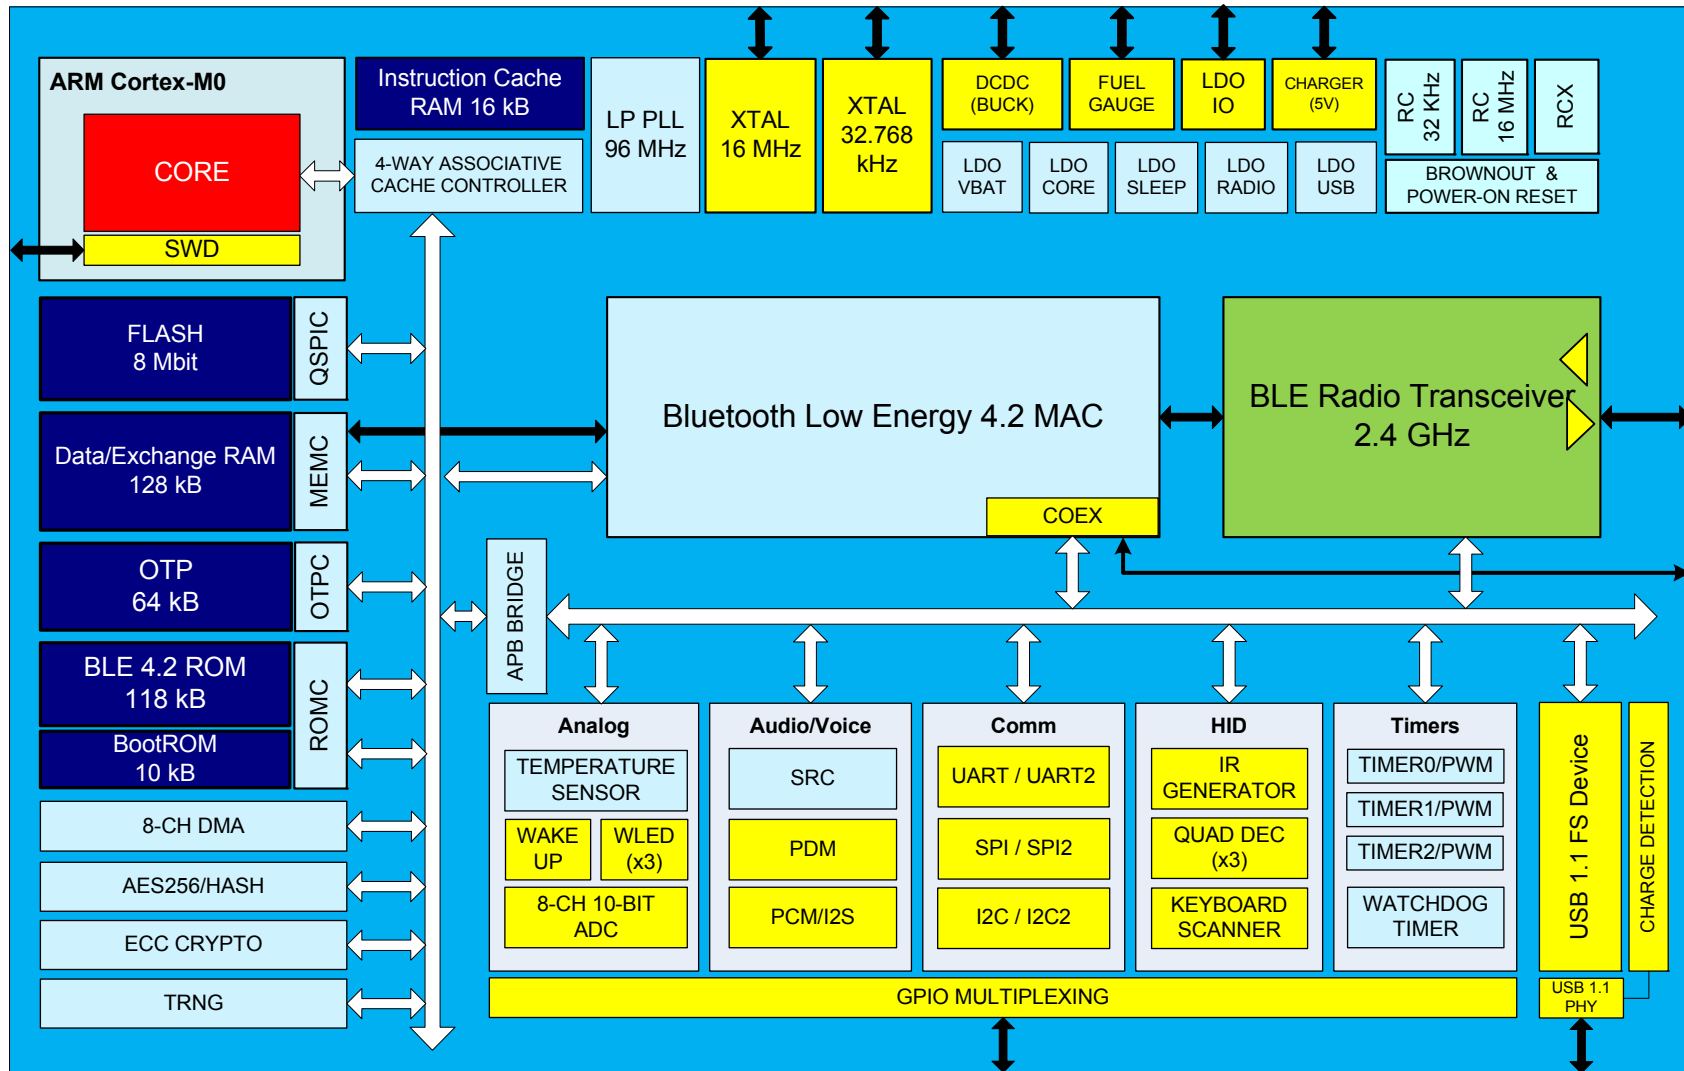 ARM Cortex-M0
CORE
SWD
Instruction Cache
RAM 16 kB
4-WAY ASSOCIATIVE
CACHE CONTROLLER
LP PLL
96 MHz
XTAL
16 MHz
XTAL
32.768
kHz
DCDC
(BUCK)
FUEL
GAUGE
LDO
IO
CHARGER
(5V)
LDO
VBAT
LDO
CORE
LDO
SLEEP
LDO
RADIO
LDO
USB
RC
32 KHz
RC
16 MHz
RCX
BROWNOUT &
POWER-ON RESET
FLASH
8 Mbit
QSPIC
Data/Exchange RAM
128 kB
MEMC
OTP
64 kB
OTPC
BLE 4.2 ROM
118 kB
BootROM
10 kB
ROMC
8-CH DMA
AES256/HASH
ECC CRYPTO
TRNG
Bluetooth Low Energy 4.2 MAC
COEX
BLE Radio Transceiver
2.4 GHz
APB BRIDGE
Analog
TEMPERATURE
SENSOR
WAKE
UP
WLED
(x3)
8-CH 10-BIT
ADC
Audio/Voice
SRC
PDM
PCM/I2S
Comm
UART / UART2
SPI / SPI2
I2C / I2C2
HID
IR
GENERATOR
QUAD DEC
(x3)
KEYBOARD
SCANNER
Timers
TIMER0/PWM
TIMER1/PWM
TIMER2/PWM
WATCHDOG
TIMER
USB 1.1 FS Device
CHARGE DETECTION
GPIO MULTIPLEXING
USB 1.1
PHY